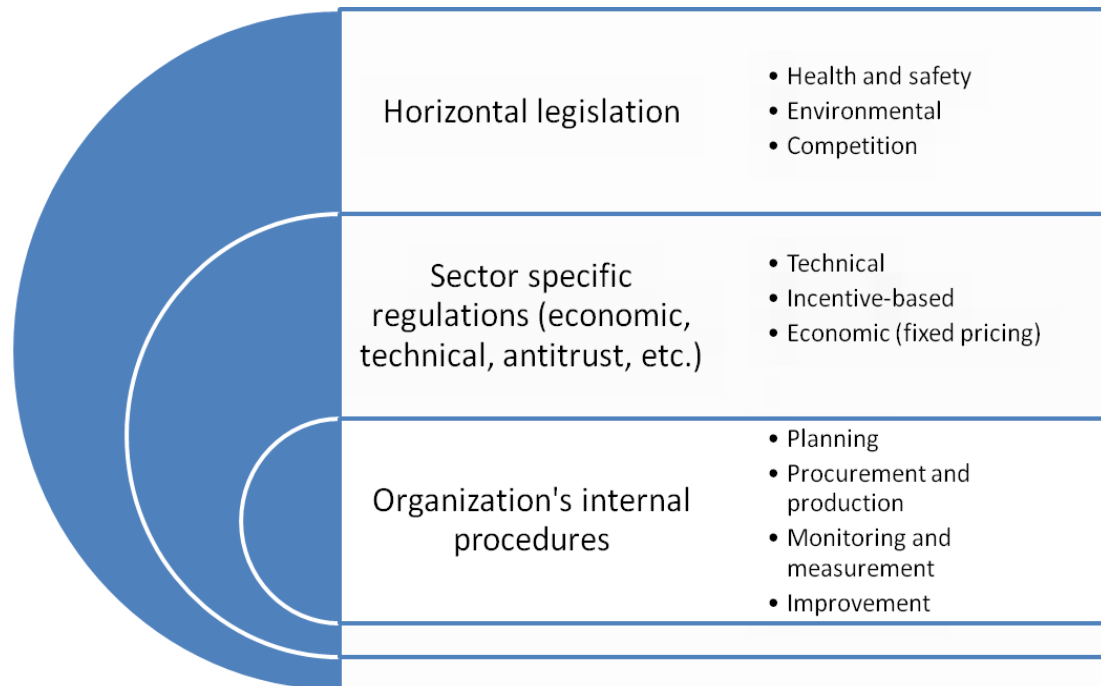 Horizontal legislation
• Health and safety
• Environmental
• Competition
Sector specific
regulations (economic,
technical, antitrust, etc.)
• Technical
• Incentive-based
• Economic (fixed pricing)
Organization's internal
procedures
• Planning
• Procurement and
production
• Monitoring and
measurement
• Improvement